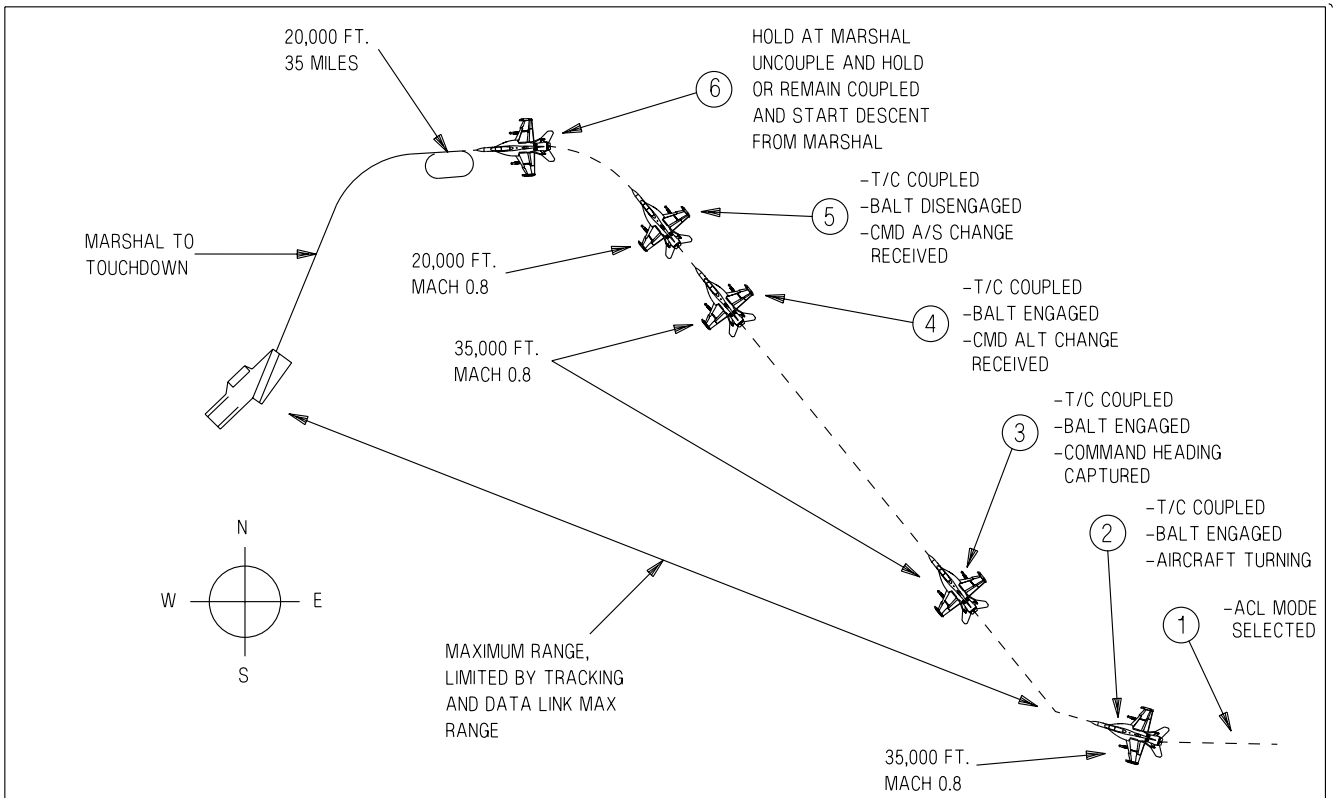 20,000 FT.
35 MILES
HOLD AT MARSHAL
UNCOUPLE AND HOLD
OR REMAIN COUPLED
AND START DESCENT
FROM MARSHAL
6
-T/C COUPLED
-BALT DISENGAGED
-CMD A/S CHANGE
RECEIVED
5
MARSHAL TO
TOUCHDOWN
20,000 FT.
MACH 0.8
-T/C COUPLED
-BALT ENGAGED
-CMD ALT CHANGE
RECEIVED
4
35,000 FT.
MACH 0.8
-T/C COUPLED
-BALT ENGAGED
-COMMAND HEADING
CAPTURED
3
-T/C COUPLED
-BALT ENGAGED
-AIRCRAFT TURNING
2
N
W E
S
-ACL MODE
SELECTED
1
MAXIMUM RANGE,
LIMITED BY TRACKING
AND DATA LINK MAX
RANGE
35,000 FT.
MACH 0.8